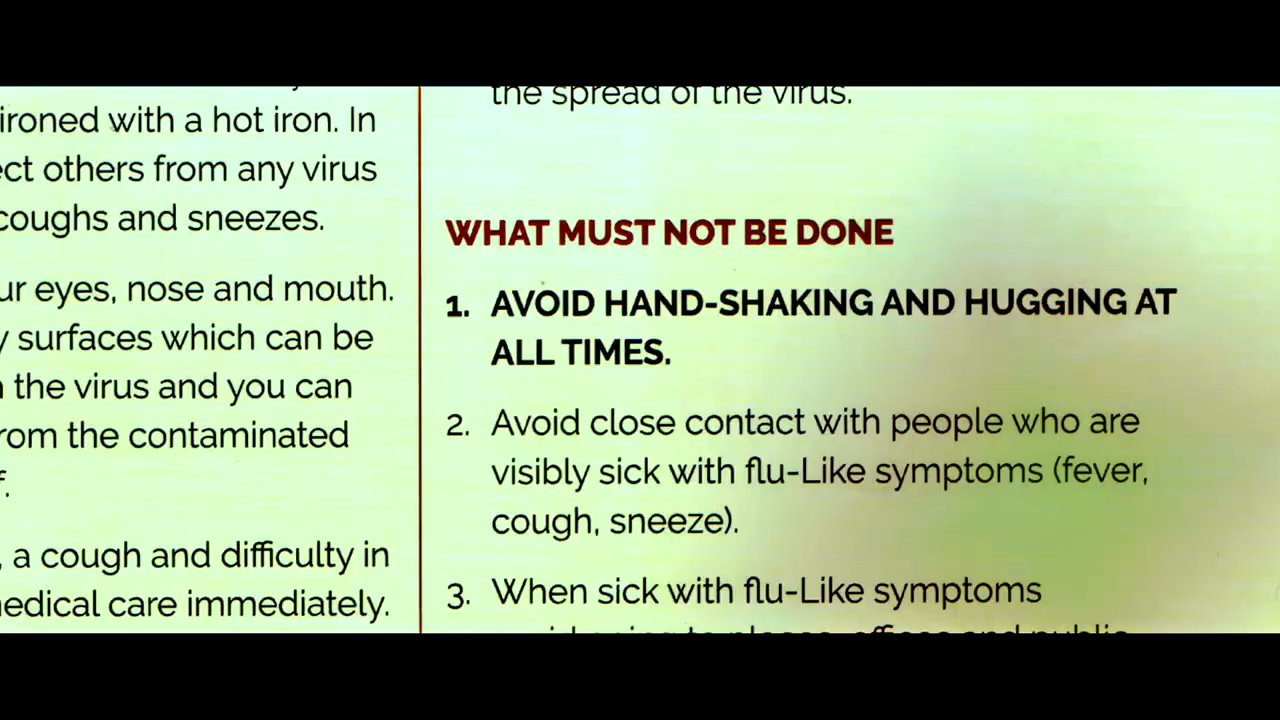 ironed with a hot iron. In
others from any virus
coughs and sneezes.
eyes, nose and mouth.
surfaces which can be
the virus and you can
the contaminated
a cough and difficulty in
care immediately.
the spread of the virus.
WHAT MUST NOT BE DONE
1. AVOID HAND-SHAKING AND HUGGING AT
ALL TIMES.
2. Avoid close contact with people who are
visibly sick with flu-Like symptoms (fever,
cough, sneeze).
3. When sick with flu-Like symptoms